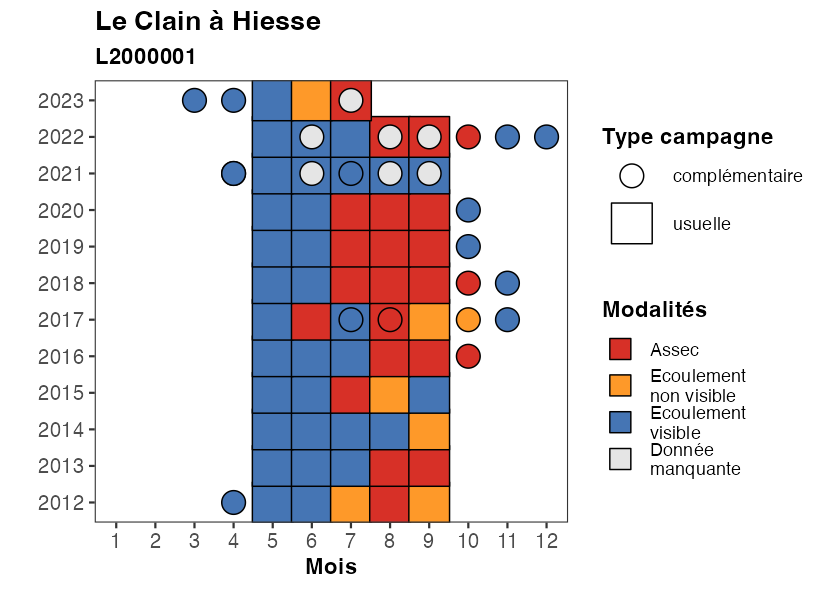 Le Clain à Hiesse
L2000001
2023
2022
2021
2020
2019
2018
2017
2016
2015
2014
2013
2012
1 2 3 4 5 6 7 8 9 10 11 12
Mois
Type campagne
complémentaire
usuelle
Modalités
Assec
Ecoulement
non visible
Ecoulement
visible
Donnée
manquante